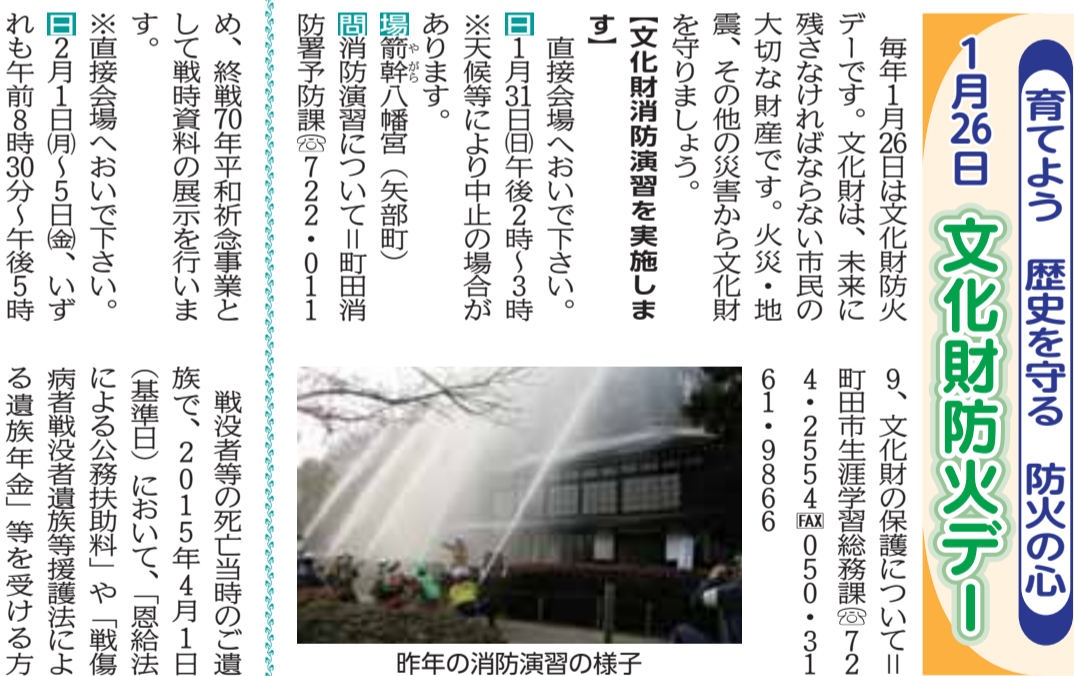 育てよう　歴史を守る　防火の心
1月26日
文化財防火デー
　毎年1月26日は文化財防火
デーです。文化財は、未来に
残さなければならない市民の
大切な財産です。火災・地
震、その他の災害から文化財
を守りましょう。
【文化財消防演習を実施しま
す】
　直接会場へおいで下さい。
日1月31日㈰午後2時～3時
※天候等により中止の場合が
あります。
場箭幹八幡宮（矢部町）
やがら
問消防演習について＝町田消
防署予防課☏722・011
9、文化財の保護について＝
町田市生涯学習総務課☏72
4・2554FAX050・31
61・9866
昨年の消防演習の様子
め、終戦70年平和祈念事業と
して戦時資料の展示を行いま
す。
※直接会場へおいで下さい。
日2月1日㈪～5日㈮、いず
れも午前8時30分～午後5時
　戦没者等の死亡当時のご遺
族で、2015年4月1日
（基準日）において、「恩給法
による公務扶助料」や「戦傷
病者戦没者遺族等援護法によ
る遺族年金」等を受ける方